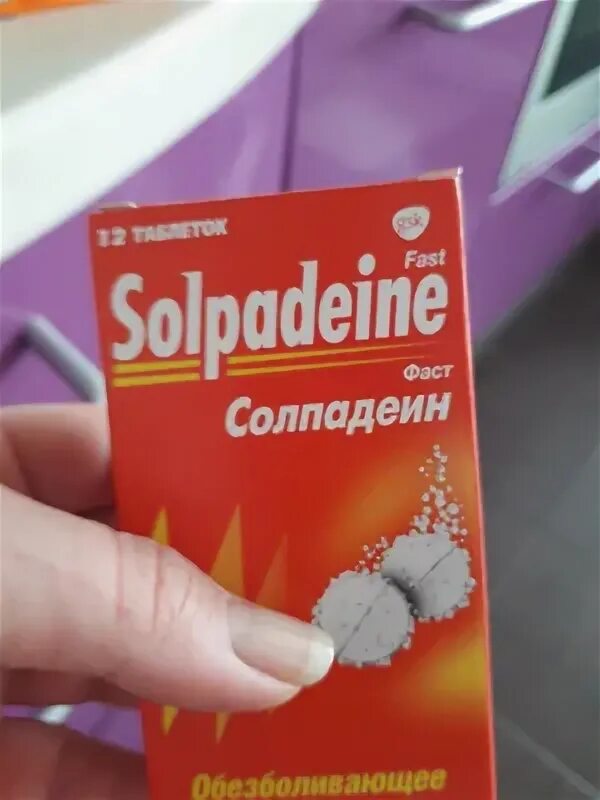 12 ТАБЛЕТОК
gsk
Fast
Solpadeine
Фаст
Солпадеин
Обезболивающее